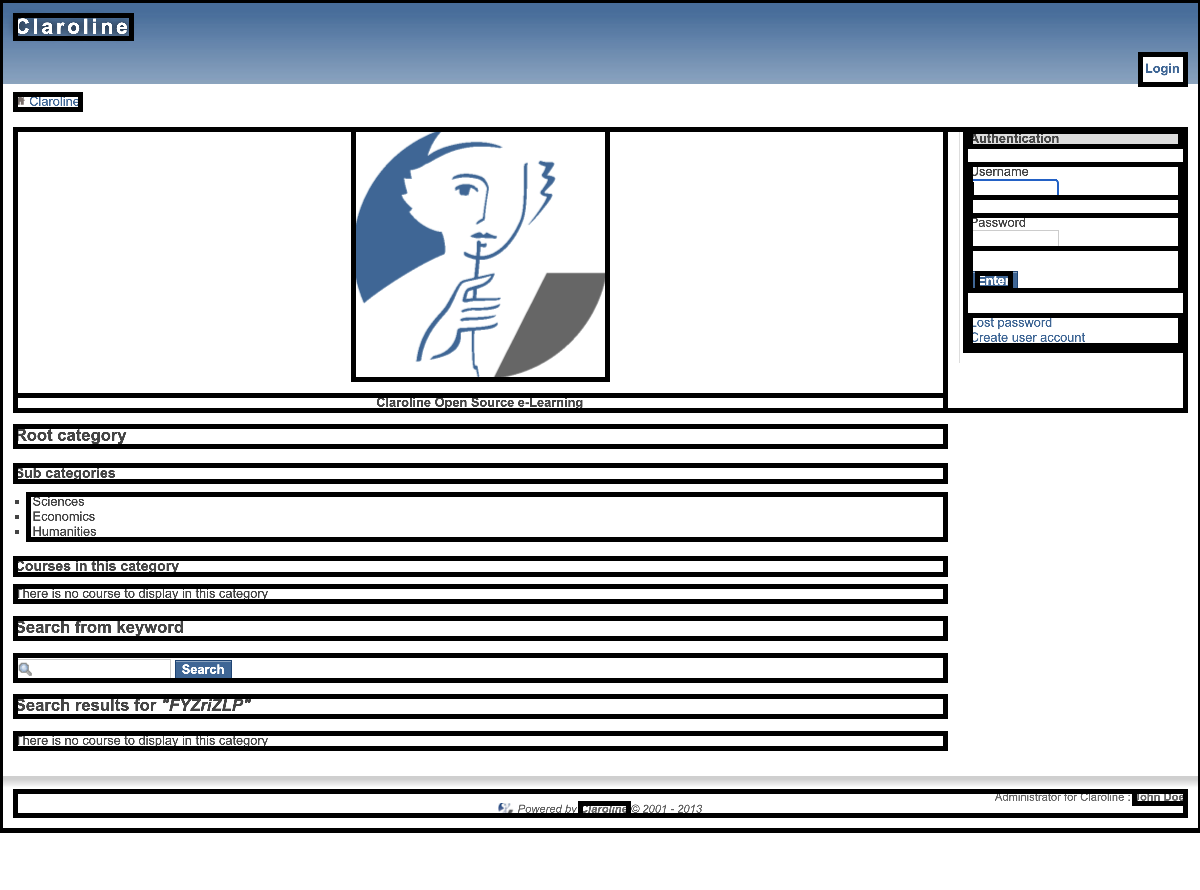 Claroline
Login
Claroline
Authentication
Username
Password
Enter
Lost password
Create user account
Claroline Open Source e-Learning
Root category
Sub categories
Sciences
Economics
Humanities
Courses in this category
There is no course to display in this category
Search from keyword
Search
Search results for "FYZriZLP"
There is no course to display in this category
Administrator for Claroline : John Doe
Powered by Claroline © 2001 - 2013